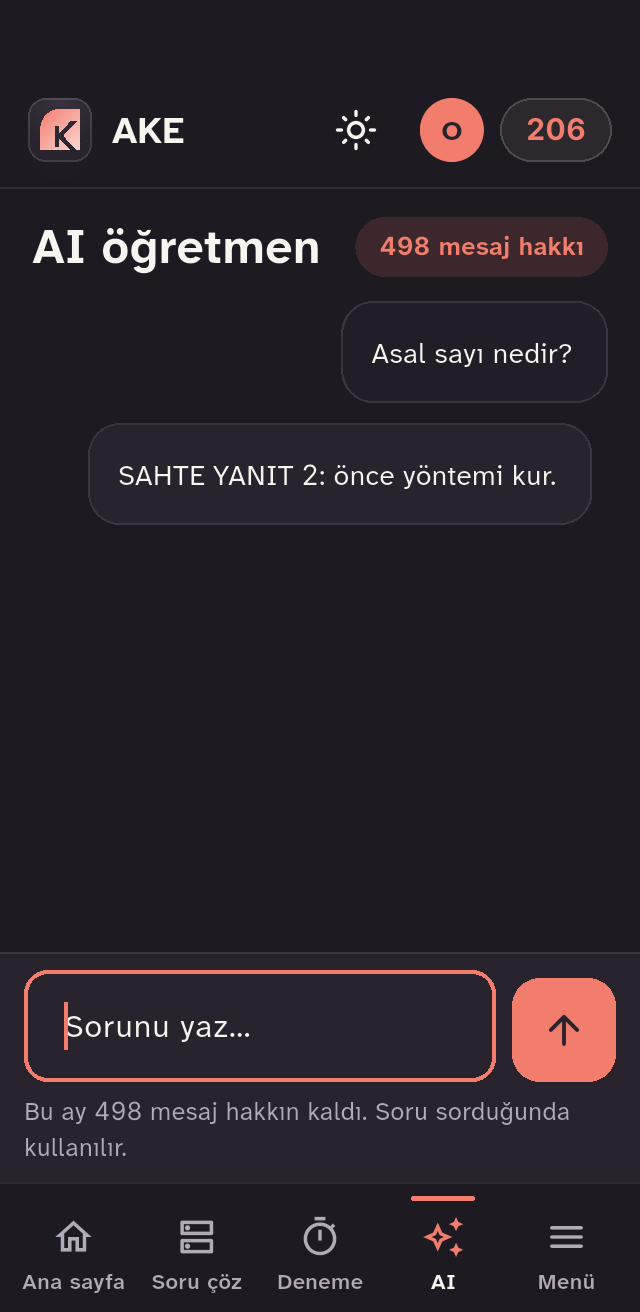 K AKE O 206
AI öğretmen 498 mesaj hakkı
Asal sayı nedir?
SAHTE YANIT 2: önce yöntemi kur.
Sorunu yaz...
Bu ay 498 mesaj hakkın kaldı. Soru sorduğunda
kullanılır.
Ana sayfa Soru çöz Deneme AI Menü